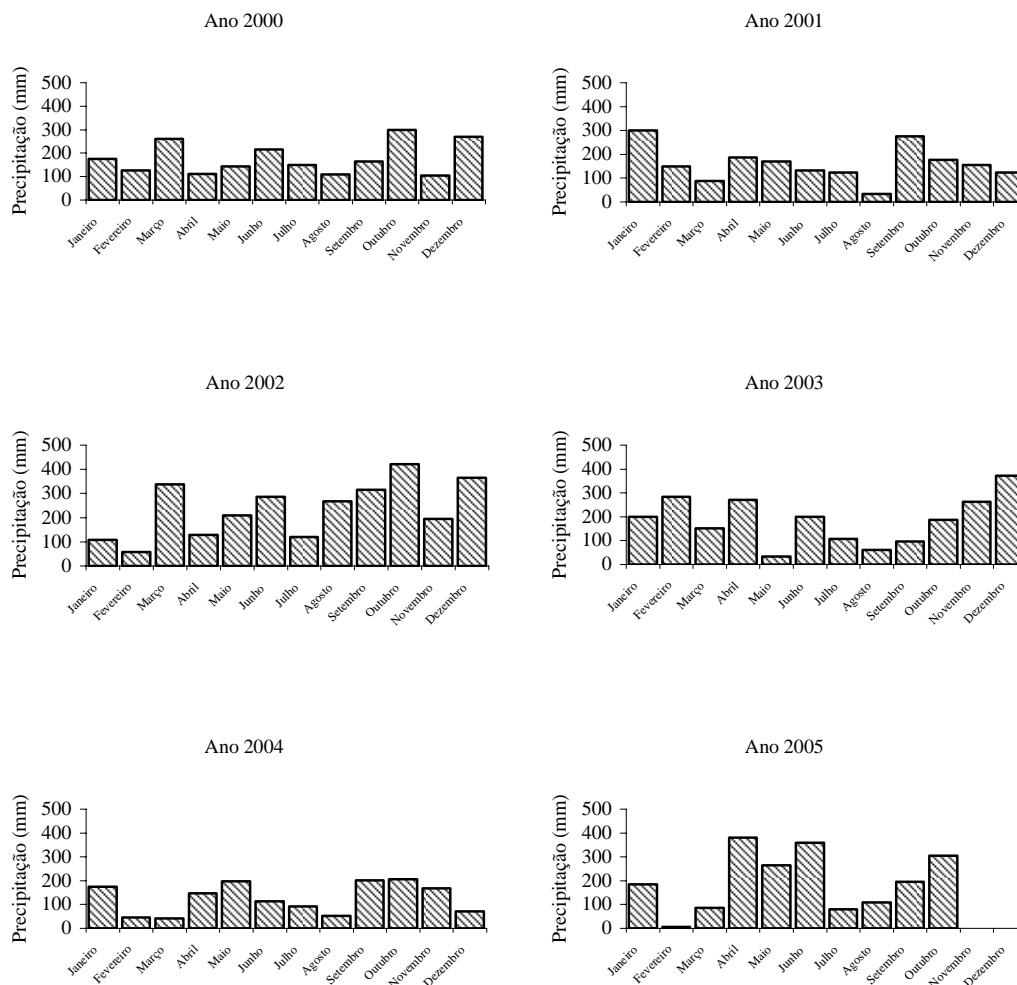 Ano 2000
Precipitação (mm)
500
400
300
200
100
0
Janeiro
Fevereiro
Março
Abril
Maio
Junho
Julho
Agosto
Setembro
Outubro
Novembro
Dezembro
Ano 2001
Precipitação (mm)
500
400
300
200
100
0
Janeiro
Fevereiro
Março
Abril
Maio
Junho
Julho
Agosto
Setembro
Outubro
Novembro
Dezembro
Ano 2002
Precipitação (mm)
500
400
300
200
100
0
Janeiro
Fevereiro
Março
Abril
Maio
Junho
Julho
Agosto
Setembro
Outubro
Novembro
Dezembro
Ano 2003
Precipitação (mm)
500
400
300
200
100
0
Janeiro
Fevereiro
Março
Abril
Maio
Junho
Julho
Agosto
Setembro
Outubro
Novembro
Dezembro
Ano 2004
Precipitação (mm)
500
400
300
200
100
0
Janeiro
Fevereiro
Março
Abril
Maio
Junho
Julho
Agosto
Setembro
Outubro
Novembro
Dezembro
Ano 2005
Precipitação (mm)
500
400
300
200
100
0
Janeiro
Fevereiro
Março
Abril
Maio
Junho
Julho
Agosto
Setembro
Outubro
Novembro
Dezembro